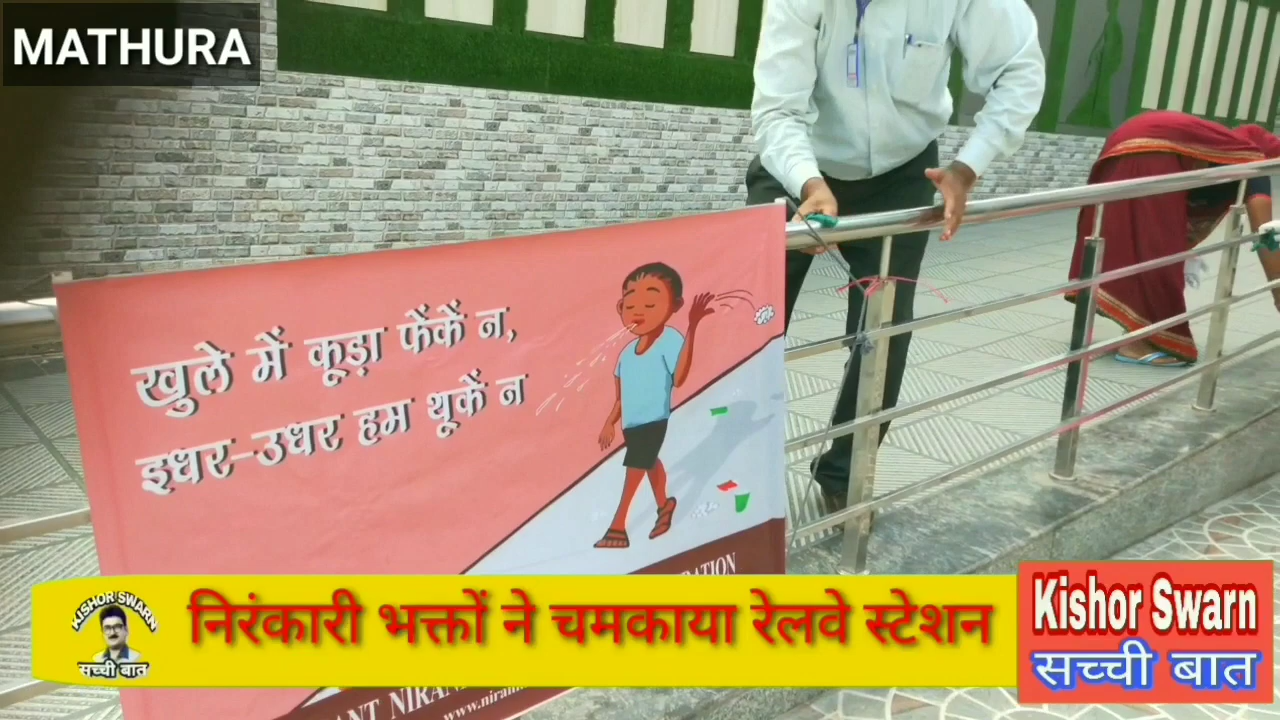 MATHURA
खुले में कूड़ा फेंकें न,
इधर-उधर हम थूकें न
KISHOR SWARN
सच्ची बात
निरंकारी भक्तों ने चमकाया रेलवे स्टेशन
Kishor Swarn
सच्ची बात